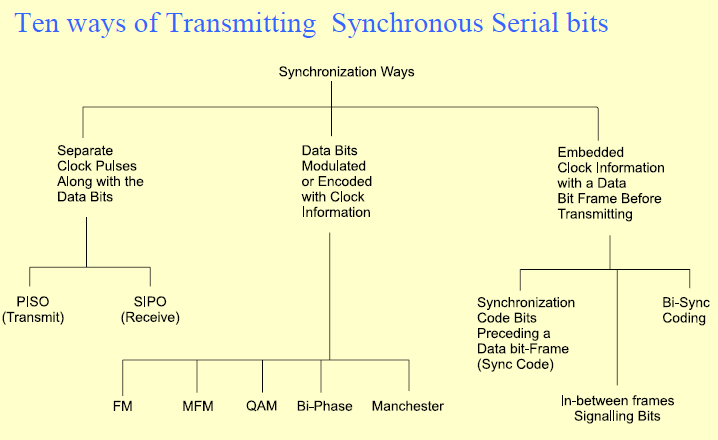 Ten ways of Transmitting Synchronous Serial bits
Synchronization Ways
Separate
Clock Pulses
Along with the
Data Bits
Data Bits
Modulated
or Encoded
with Clock
Information
Embedded
Clock Information
with a Data
Bit Frame Before
Transmitting
PISO
(Transmit)
SIPO
(Receive)
Synchronization
Code Bits
Preceding a
Data bit-Frame
(Sync Code)
Bi-Sync
Coding
In-between frames
Signalling Bits
FM
MFM
QAM
Bi-Phase
Manchester